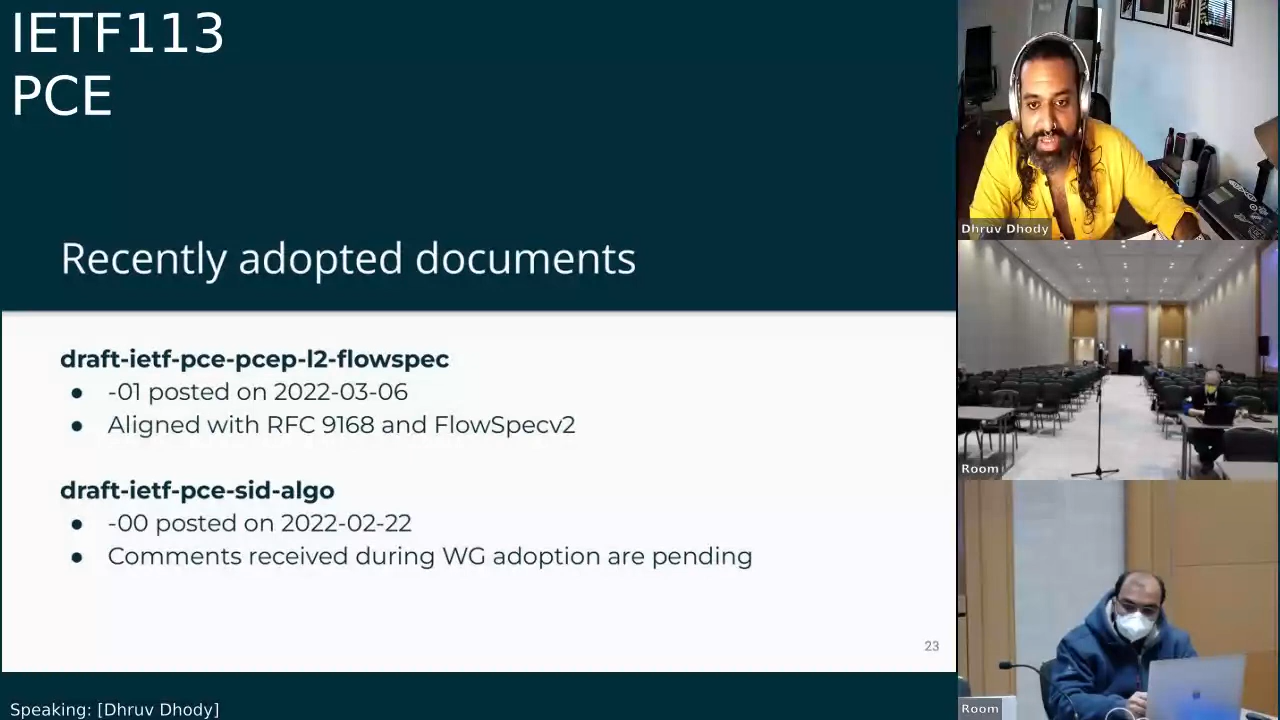 IETF113
PCE
Recently adopted documents
draft-ietf-pce-pcep-l2-flowspec
● -01 posted on 2022-03-06
● Aligned with RFC 9168 and FlowSpecv2
draft-ietf-pce-sid-algo
● -00 posted on 2022-02-22
● Comments received during WG adoption are pending
23
Speaking: [Dhruv Dhody]
Dhruv Dhody
Room
Room